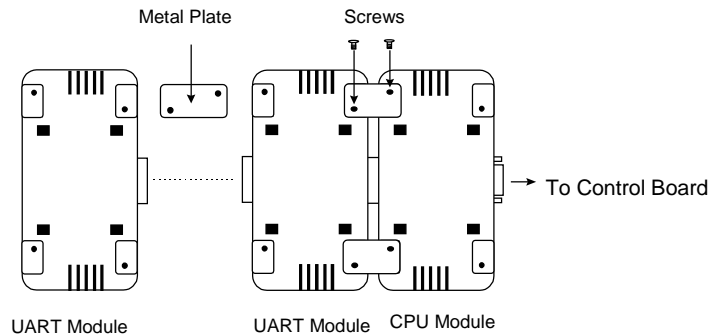 Metal Plate
Screws
To Control Board
UART Module
UART Module
CPU Module